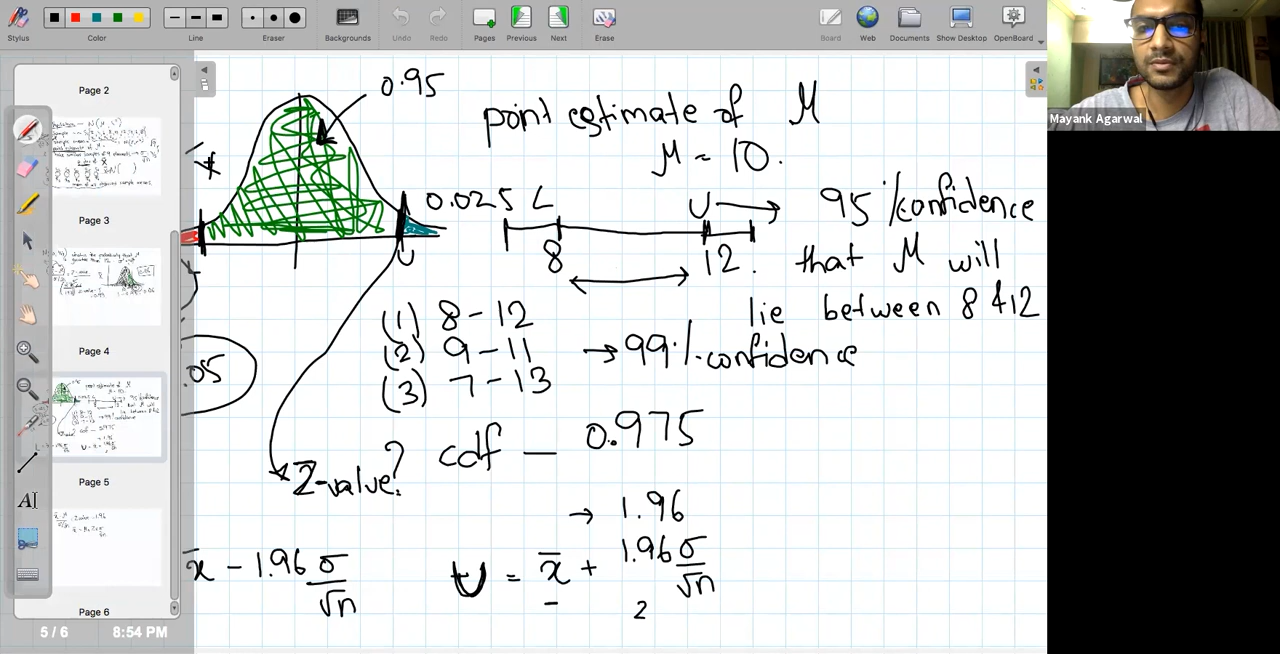 Stylus
Color
Line
Eraser
Backgrounds
Undo
Redo
Pages
Previous
Next
Erase
Board
Web
Documents
Show Desktop
OpenBoard
Mayank Agarwal
Page 2
Page 3
Page 4
Page 5
Page 6
5 / 6
8:54 PM
0.95
point estimate of M
M = 10.
0.025 L
U → 95 % confidence
8
12. that M will
U
lie between 8 & 12
(1) 8 - 12
(2) 9 - 11 → 99 % confidence
(3) 7 - 13
.05
cdf — 0.975
Z-value?
→ 1.96
x̄ - 1.96 σ/√n
U = x̄ + 1.96 σ/√n
2